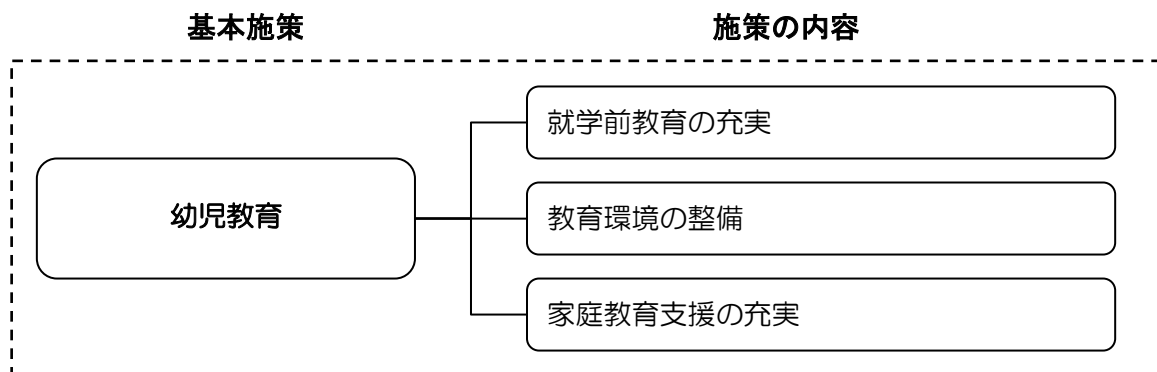 基本施策
施策の内容
幼児教育
就学前教育の充実
教育環境の整備
家庭教育支援の充実